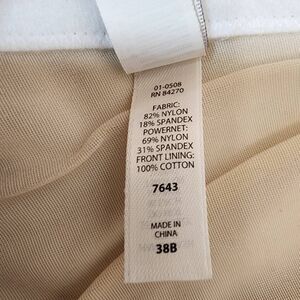 01-0508
RN 84270
FABRIC:
82% NYLON
18% SPANDEX
POWERNET:
69% NYLON
31% SPANDEX
FRONT LINING:
100% COTTON
7643
MADE IN
CHINA
38B